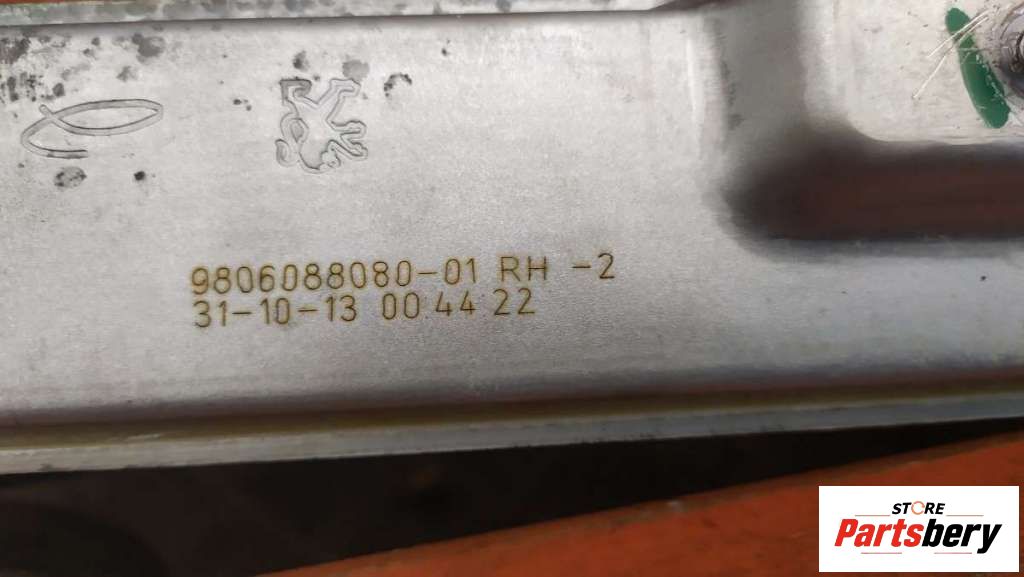 9806088080-01 RH -2
31-10-13 00 44 22
STORE
Partsbery